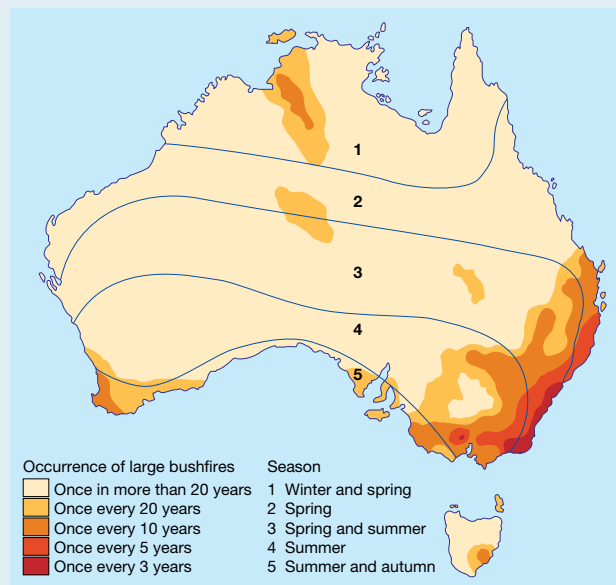 1
2
3
4
5
Occurrence of large bushfires
Once in more than 20 years
Once every 20 years
Once every 10 years
Once every 5 years
Once every 3 years
Season
1 Winter and spring
2 Spring
3 Spring and summer
4 Summer
5 Summer and autumn